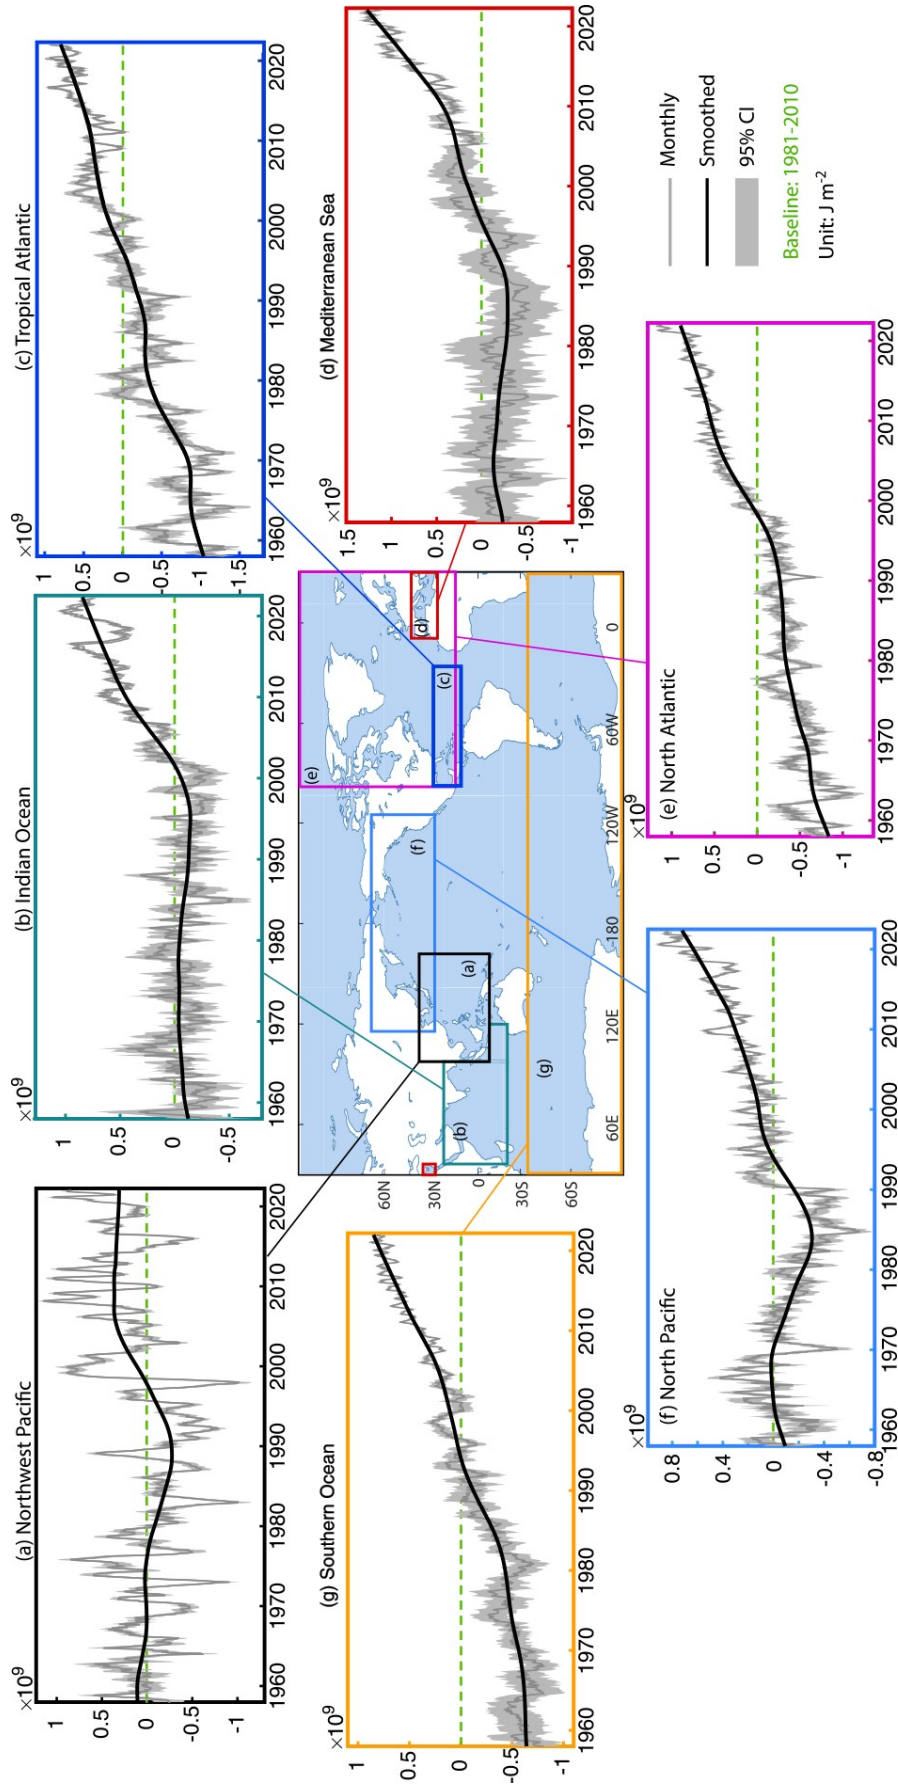 ×10⁹
(a) Northwest Pacific
1
0.5
0
-0.5
-1
1960 1970 1980 1990 2000 2010 2020
×10⁹
(b) Indian Ocean
1
0.5
0
-0.5
1960 1970 1980 1990 2000 2010 2020
×10⁹
(c) Tropical Atlantic
1
0.5
0
-0.5
-1
-1.5
1960 1970 1980 1990 2000 2010 2020
×10⁹
(g) Southern Ocean
1
0.5
0
-0.5
-1
1960 1970 1980 1990 2000 2010 2020
60N
30N
0
30S
60S
(e)
(f)
(d)
(c)
(a)
(b)
(g)
60E 120E -180 120W 60W 0
×10⁹
(d) Mediterranean Sea
1.5
1
0.5
0
-0.5
-1
1960 1970 1980 1990 2000 2010 2020
×10⁹
(f) North Pacific
0.8
0.4
0
-0.4
-0.8
1960 1970 1980 1990 2000 2010 2020
×10⁹
(e) North Atlantic
1
0.5
0
-0.5
-1
1960 1970 1980 1990 2000 2010 2020
Monthly
Smoothed
95% CI
Baseline: 1981-2010
Unit: J m⁻²